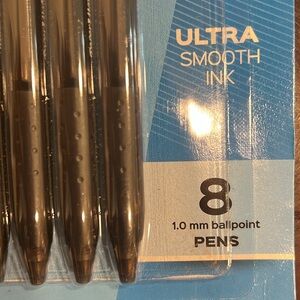 ULTRA
SMOOTH
INK
8
1.0 mm ballpoint
PENS